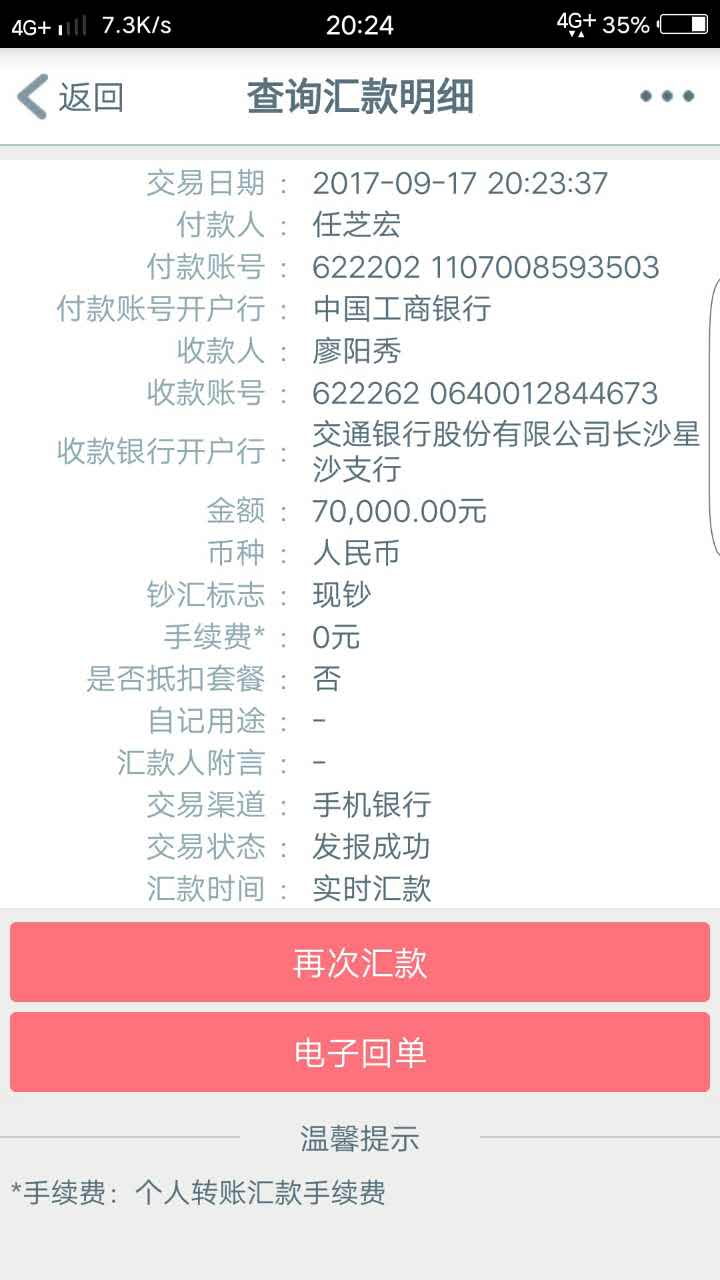 4G+ 7.3K/s 20:24 4G+ 35%
返回 查询汇款明细
交易日期： 2017-09-17 20:23:37
付款人： 任芝宏
付款账号： 622202 1107008593503
付款账号开户行： 中国工商银行
收款人： 廖阳秀
收款账号： 622262 0640012844673
收款银行开户行： 交通银行股份有限公司长沙星
沙支行
金额： 70,000.00元
币种： 人民币
钞汇标志： 现钞
手续费*： 0元
是否抵扣套餐： 否
自记用途： -
汇款人附言： -
交易渠道： 手机银行
交易状态： 发报成功
汇款时间： 实时汇款
再次汇款
电子回单
温馨提示
*手续费：个人转账汇款手续费